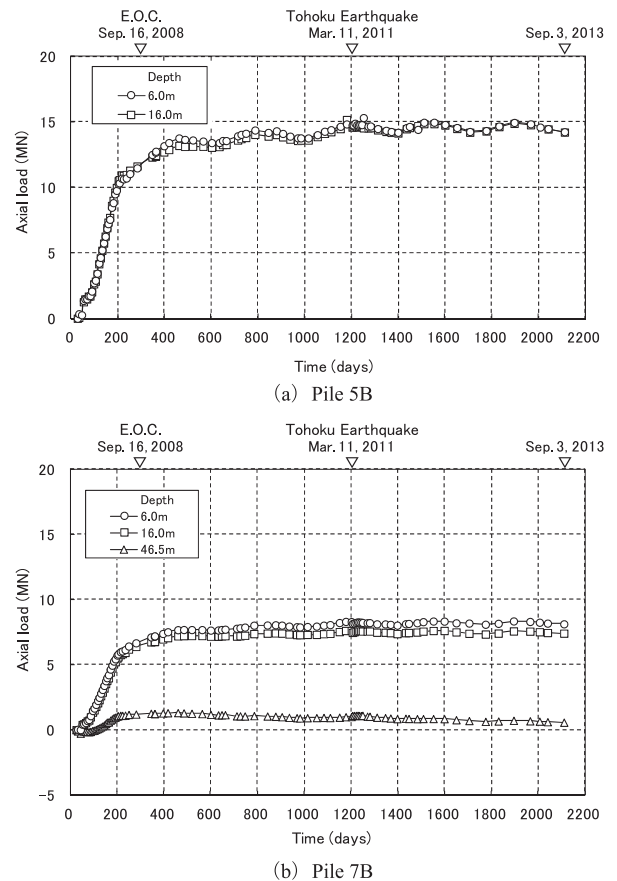 E.O.C. Tohoku Earthquake
Sep. 16, 2008 Mar. 11, 2011 Sep. 3, 2013
20
15
10
5
0
Axial load (MN)
Depth
6.0m
16.0m
0 200 400 600 800 1000 1200 1400 1600 1800 2000 2200
Time (days)
(a) Pile 5B
E.O.C. Tohoku Earthquake
Sep. 16, 2008 Mar. 11, 2011 Sep. 3, 2013
20
15
10
5
0
-5
Axial load (MN)
Depth
6.0m
16.0m
46.5m
0 200 400 600 800 1000 1200 1400 1600 1800 2000 2200
Time (days)
(b) Pile 7B